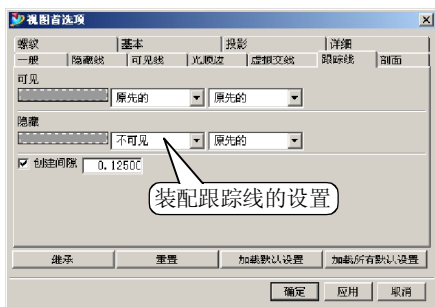 视图首选项
螺纹 基本 投影 详细
一般 隐藏线 可见线 光顺边 虚拟交线 跟踪线 剖面
可见
原先的 原先的
隐藏
不可见 原先的
创建间隙 0.12500
装配跟踪线的设置
继承 重置 加载默认设置 加载所有默认设置
确定 应用 取消